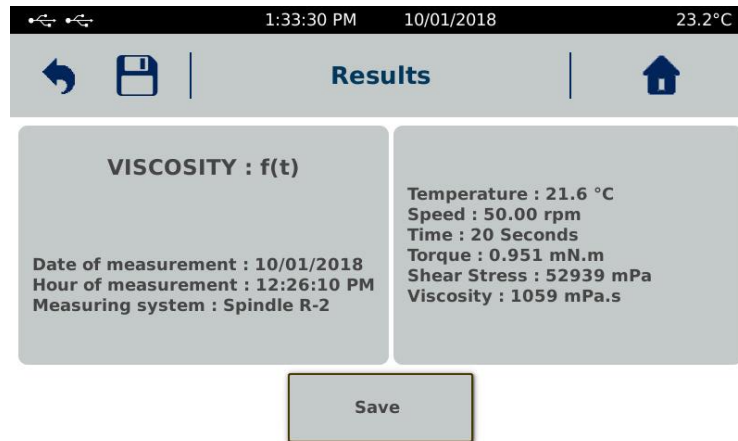 1:33:30 PM 10/01/2018 23.2°C
Results
VISCOSITY : f(t)
Date of measurement : 10/01/2018
Hour of measurement : 12:26:10 PM
Measuring system : Spindle R-2
Temperature : 21.6 °C
Speed : 50.00 rpm
Time : 20 Seconds
Torque : 0.951 mN.m
Shear Stress : 52939 mPa
Viscosity : 1059 mPa.s
Save